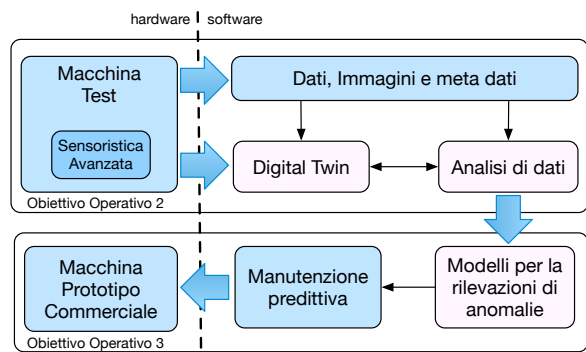 hardware
software
Macchina
Test
Sensoristica
Avanzata
Dati, Immagini e meta dati
Digital Twin
Analisi di dati
Obiettivo Operativo 2
Macchina
Prototipo
Commerciale
Manutenzione
predittiva
Modelli per la
rilevazioni di
anomalie
Obiettivo Operativo 3